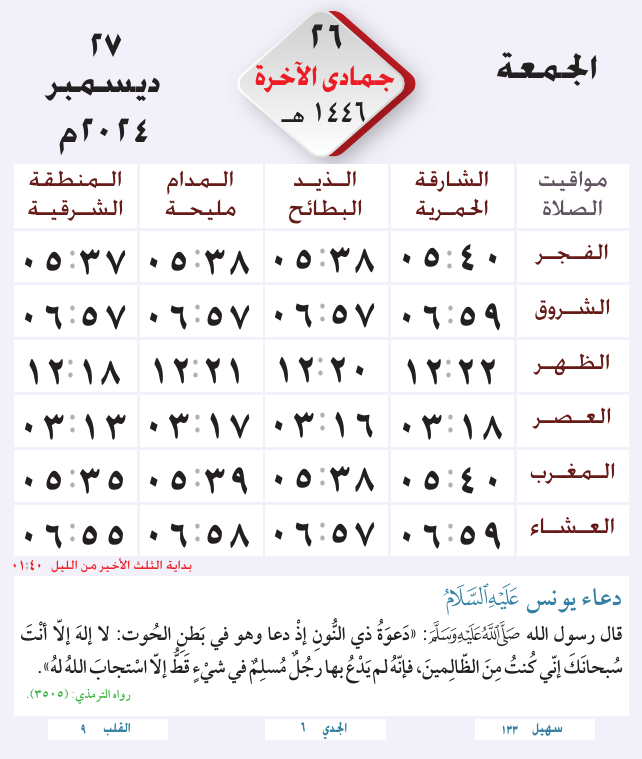 الجمعة
٢٦
جمادى الآخرة
١٤٤٦ هـ
٢٧
ديسمبر
٢٠٢٤م
مواقيت الصلاة الشارقة الحمرية الذيد البطائح المدام مليحة المنطقة الشرقية
الفجر ٠٥:٤٠ ٠٥:٣٨ ٠٥:٣٨ ٠٥:٣٧
الشروق ٠٦:٥٩ ٠٦:٥٧ ٠٦:٥٧ ٠٦:٥٧
الظهر ١٢:٢٢ ١٢:٢٠ ١٢:٢١ ١٢:١٨
العصر ٠٣:١٨ ٠٣:١٦ ٠٣:١٧ ٠٣:١٣
المغرب ٠٥:٤٠ ٠٥:٣٨ ٠٥:٣٩ ٠٥:٣٥
العشاء ٠٦:٥٩ ٠٦:٥٧ ٠٦:٥٨ ٠٦:٥٥
بداية الثلث الأخير من الليل ٠١:٤٠
دعاء يونس عَلَيْهِ السَّلَامُ
قال رسول الله صَلَّى اللهُ عَلَيْهِ وَسَلَّمَ: «دَعوَةُ ذي النُّونِ إذْ دعا وهو في بَطنِ الحُوت: لا إلهَ إلاّ أنْتَ
سُبحانَكَ إنّي كُنتُ مِنَ الظّالِمينَ، فإنّهُ لم يَدْعُ بها رجُلٌ مُسلِمٌ في شيْءٍ قَطُّ إلاّ اسْتجابَ اللهُ لهُ».
رواه الترمذي: (٣٥٠٥).
سهيل ١٣٣
الجدي ٦
القلب ٩